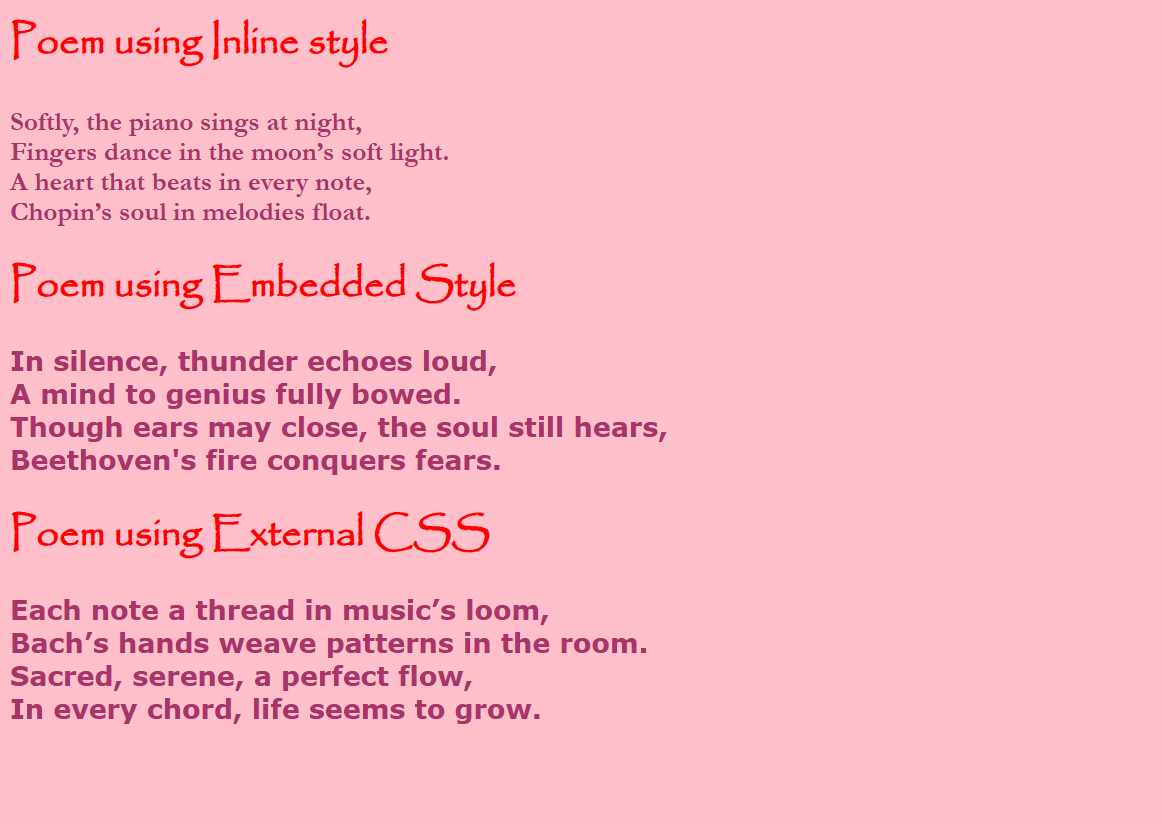 Poem using Inline style
Softly, the piano sings at night,
Fingers dance in the moon’s soft light.
A heart that beats in every note,
Chopin’s soul in melodies float.
Poem using Embedded Style
In silence, thunder echoes loud,
A mind to genius fully bowed.
Though ears may close, the soul still hears,
Beethoven's fire conquers fears.
Poem using External CSS
Each note a thread in music’s loom,
Bach’s hands weave patterns in the room.
Sacred, serene, a perfect flow,
In every chord, life seems to grow.